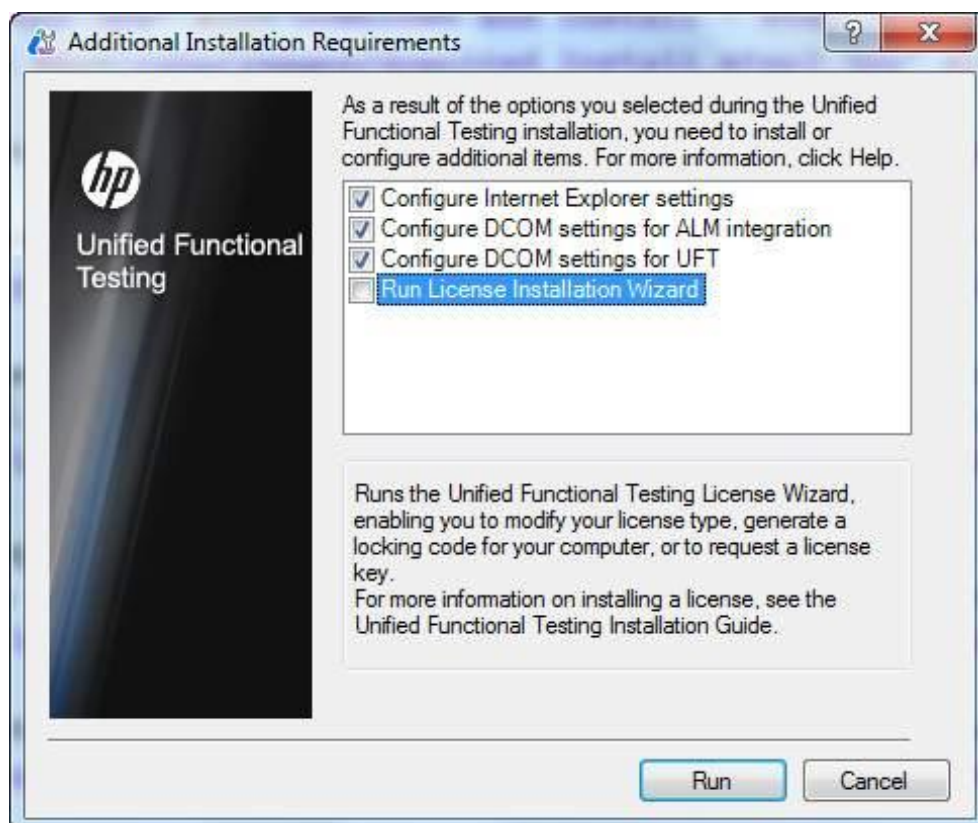 Additional Installation Requirements
As a result of the options you selected during the Unified
Functional Testing installation, you need to install or
configure additional items. For more information, click Help.
hp
Unified Functional
Testing
Configure Internet Explorer settings
Configure DCOM settings for ALM integration
Configure DCOM settings for UFT
Run License Installation Wizard
Runs the Unified Functional Testing License Wizard,
enabling you to modify your license type, generate a
locking code for your computer, or to request a license
key.
For more information on installing a license, see the
Unified Functional Testing Installation Guide.
Run
Cancel